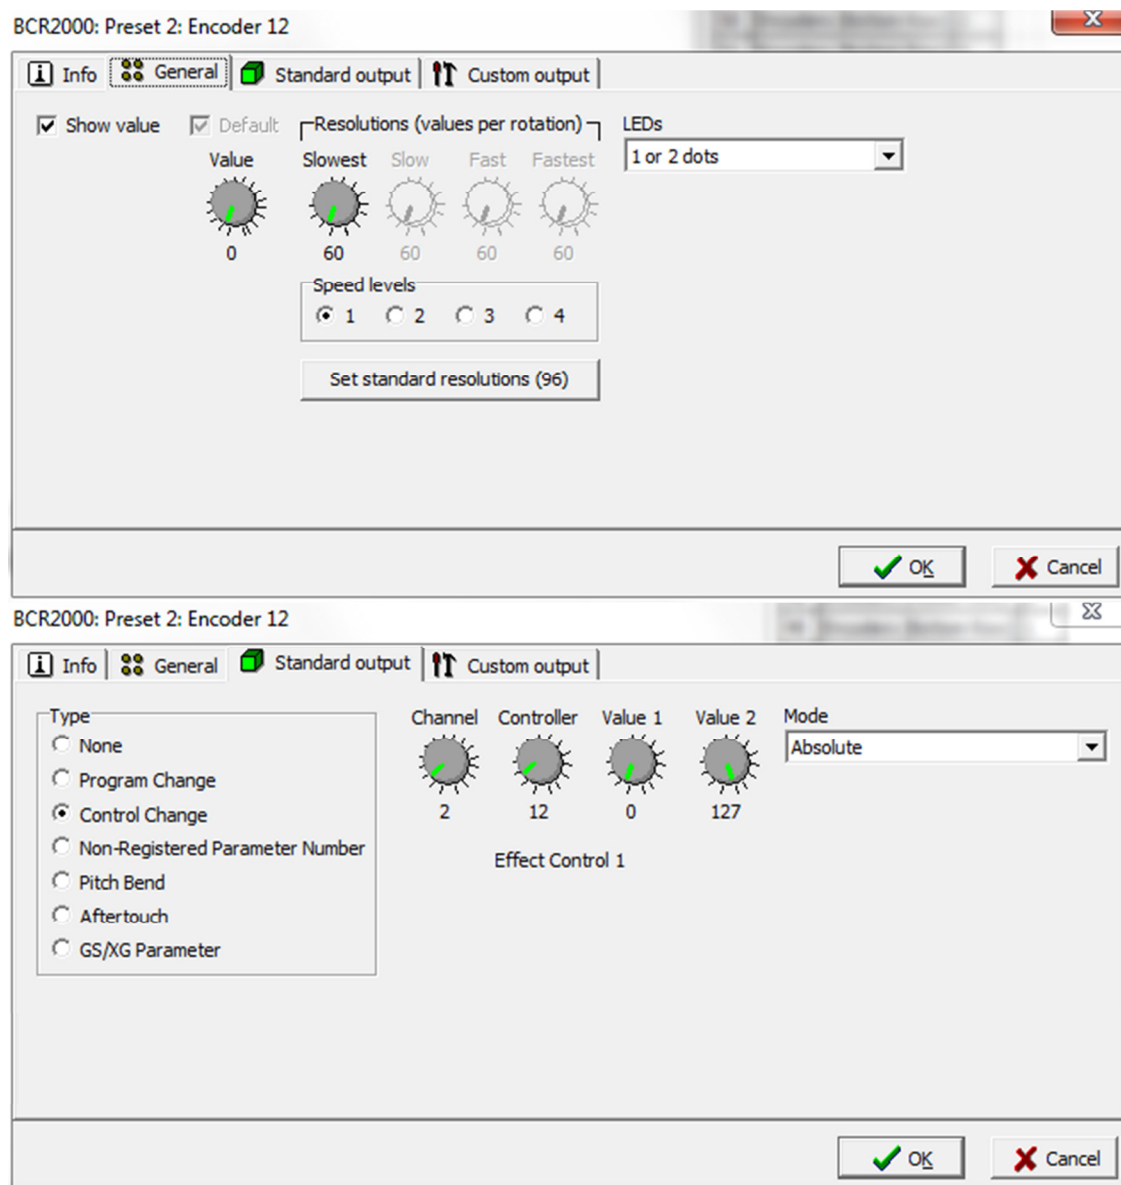 BCR2000: Preset 2: Encoder 12
Info General Standard output Custom output
Show value Default Resolutions (values per rotation) LEDs
Value Slowest Slow Fast Fastest 1 or 2 dots
0 60 60 60 60
Speed levels
1 2 3 4
Set standard resolutions (96)
OK Cancel
BCR2000: Preset 2: Encoder 12
Info General Standard output Custom output
Type Channel Controller Value 1 Value 2 Mode
None Absolute
Program Change
Control Change 2 12 0 127
Non-Registered Parameter Number
Effect Control 1
Pitch Bend
Aftertouch
GS/XG Parameter
OK Cancel